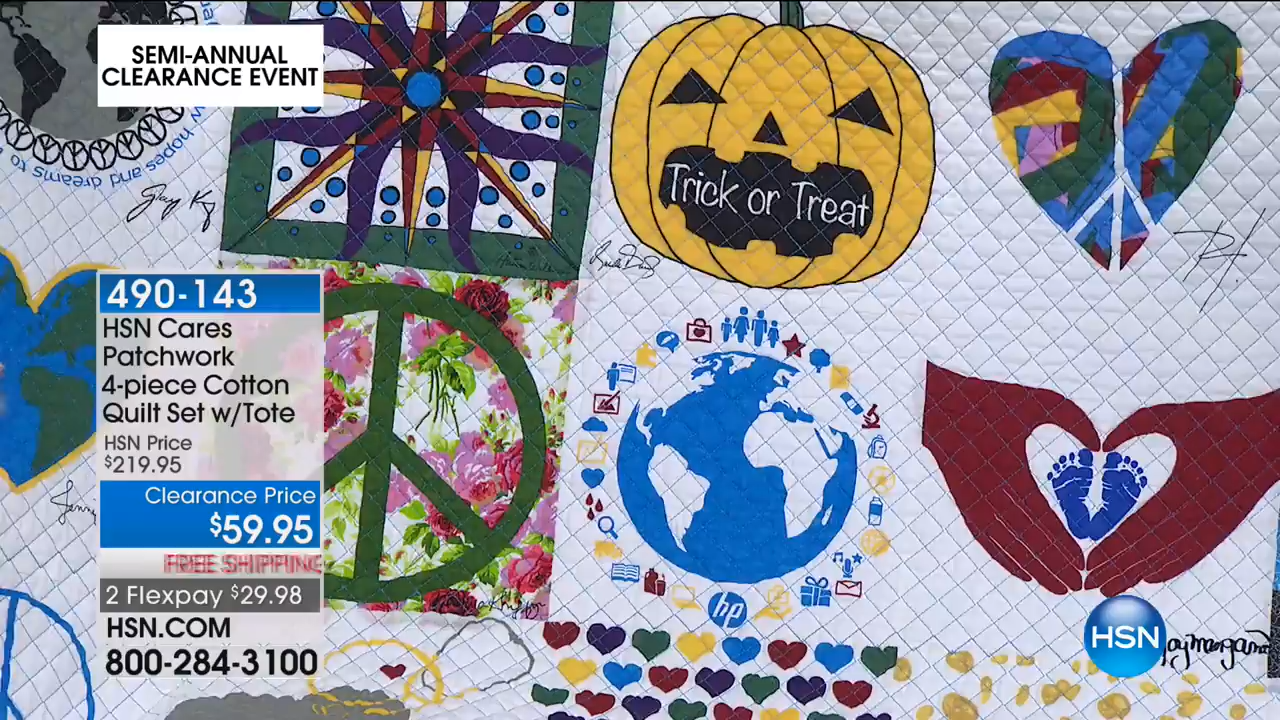 SEMI-ANNUAL
CLEARANCE EVENT
and dreams to
hopes
Trick or Treat
490-143
HSN Cares
Patchwork
4-piece Cotton
Quilt Set w/Tote
HSN Price
$219.95
Clearance Price
$59.95
FREE SHIPPING
2 Flexpay $29.98
HSN.COM
800-284-3100
hp
HSN